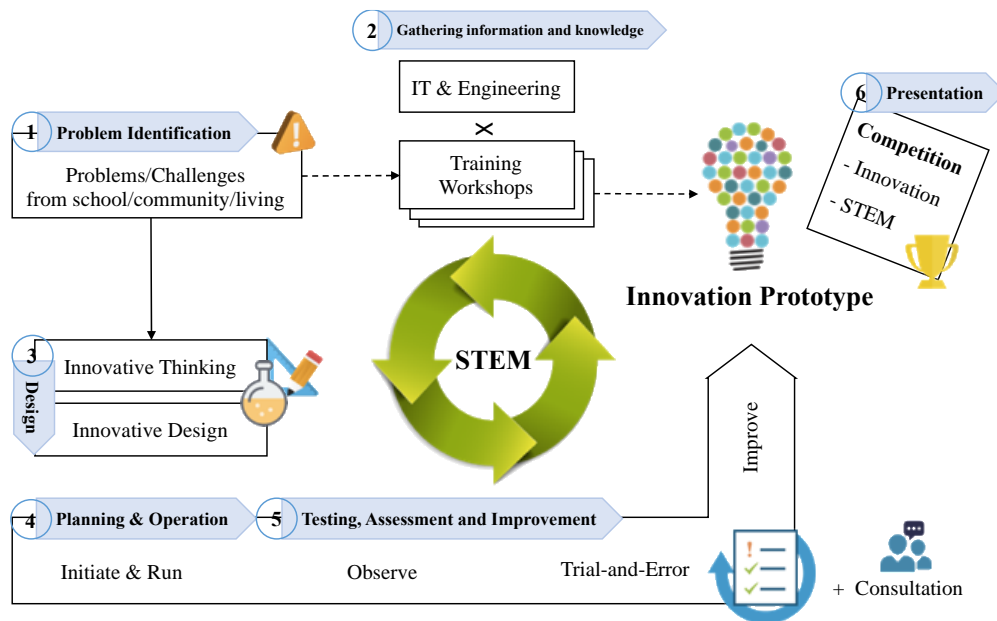 1
Problem Identification
Problems/Challenges
from school/community/living
2
Gathering information and knowledge
IT & Engineering
×
Training
Workshops
3
Design
Innovative Thinking
Innovative Design
STEM
4
Planning & Operation
Initiate & Run
5
Testing, Assessment and Improvement
Observe
Trial-and-Error
+ Consultation
Improve
Innovation Prototype
6
Presentation
Competition
- Innovation
- STEM